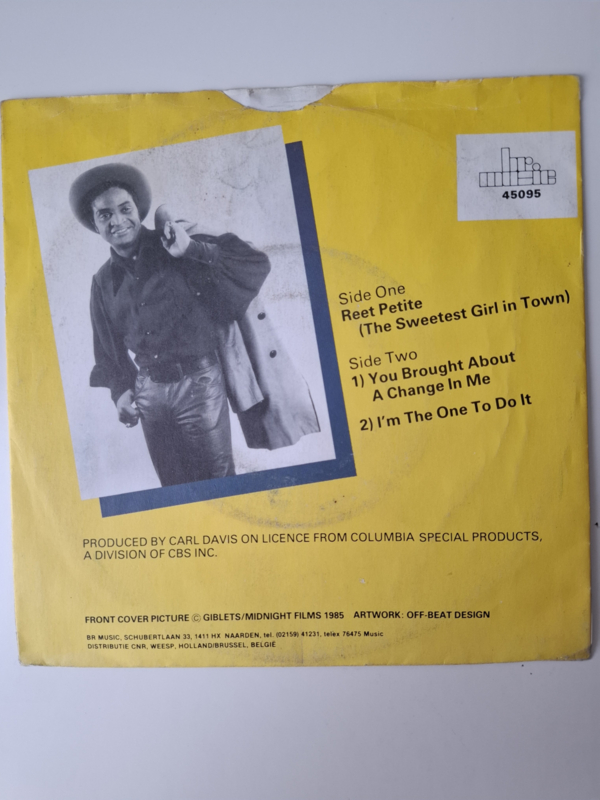 br
music
45095
Side One
Reet Petite
(The Sweetest Girl in Town)
Side Two
1) You Brought About
A Change In Me
2) I'm The One To Do It
PRODUCED BY CARL DAVIS ON LICENCE FROM COLUMBIA SPECIAL PRODUCTS,
A DIVISION OF CBS INC.
FRONT COVER PICTURE © GIBLETS/MIDNIGHT FILMS 1985 ARTWORK: OFF-BEAT DESIGN
BR MUSIC, SCHUBERTLAAN 33, 1411 HX NAARDEN, tel. (02159) 41231, telex 76475 Music
DISTRIBUTIE CNR, WEESP, HOLLAND/BRUSSEL, BELGIË